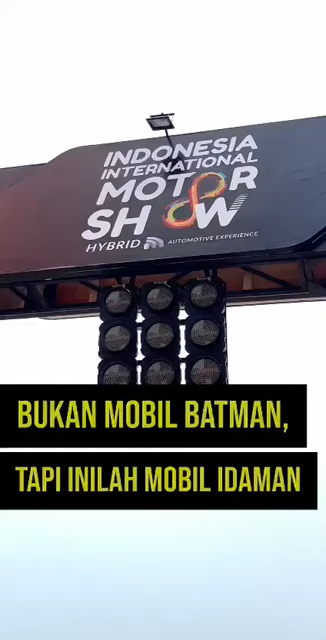 INDONESIA
INTERNATIONAL
MOTOR
SHOW
HYBRID AUTOMOTIVE EXPERIENCE
BUKAN MOBIL BATMAN,
TAPI INILAH MOBIL IDAMAN